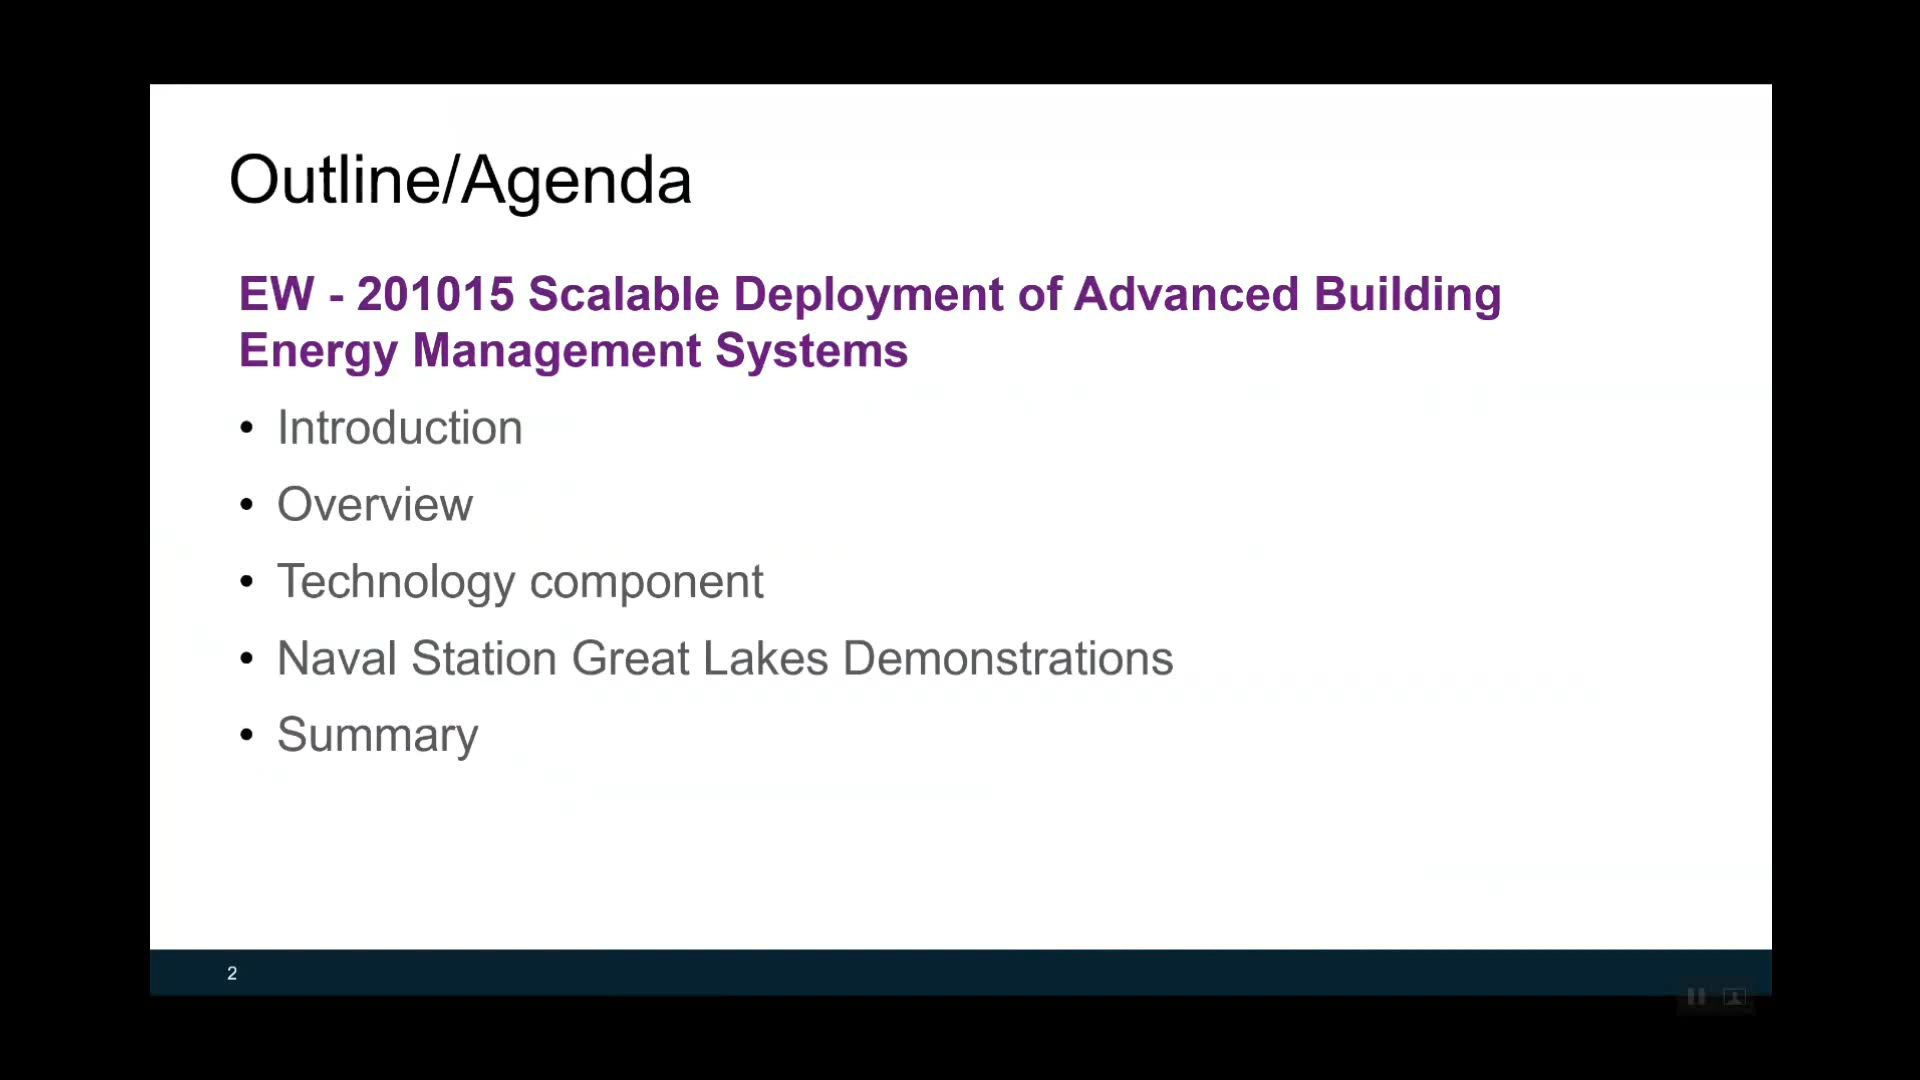 Outline/Agenda
EW - 201015 Scalable Deployment of Advanced Building
Energy Management Systems
• Introduction
• Overview
• Technology component
• Naval Station Great Lakes Demonstrations
• Summary
2